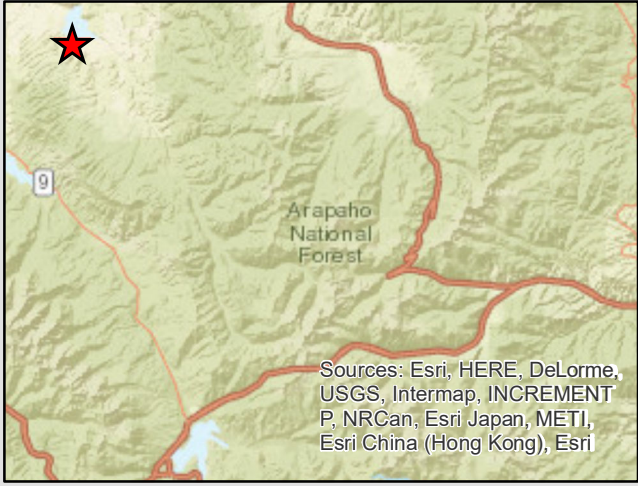 9
Arapaho
National
Forest
Sources: Esri, HERE, DeLorme,
USGS, Intermap, INCREMENT
P, NRCan, Esri Japan, METI,
Esri China (Hong Kong), Esri